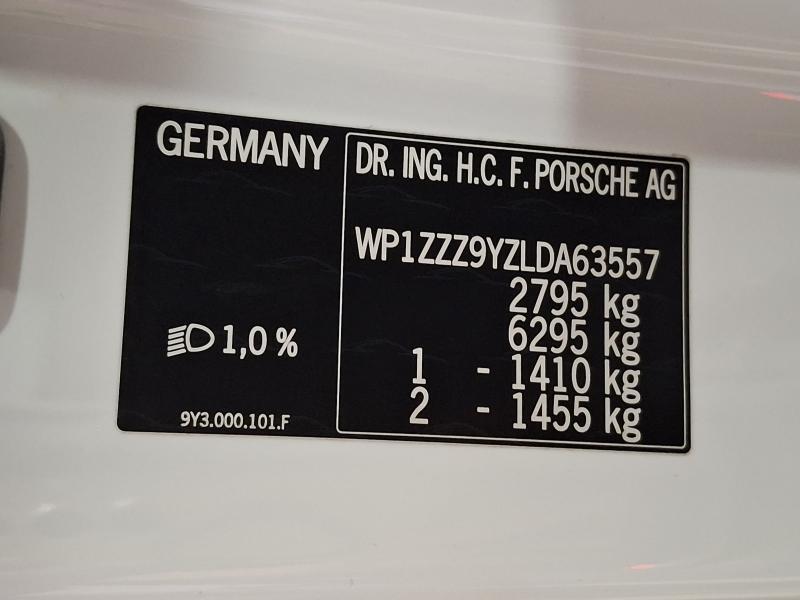 GERMANY
1,0 %
9Y3.000.101.F
DR. ING. H.C. F. PORSCHE AG
WP1ZZZ9YZLDA63557
2795 kg
6295 kg
1 - 1410 kg
2 - 1455 kg